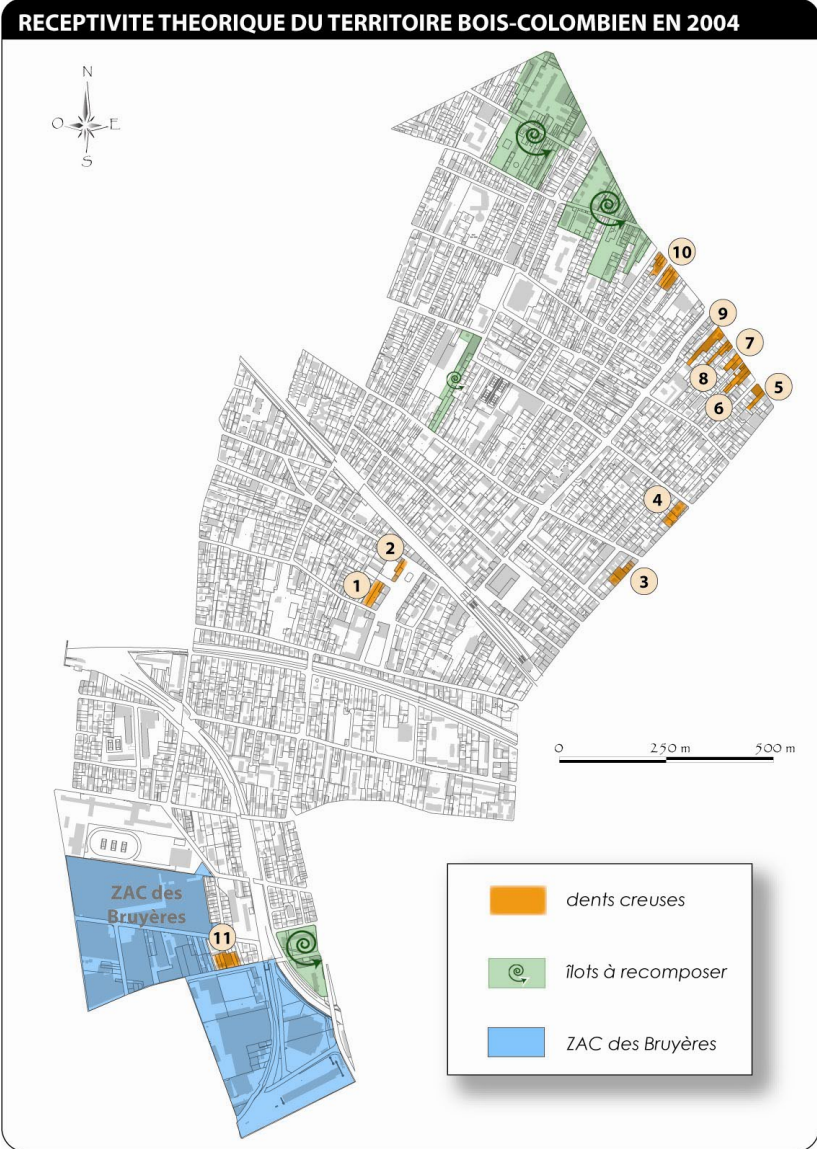 RECEPTIVITE THEORIQUE DU TERRITOIRE BOIS-COLOMBIEN EN 2004
N
O
E
S
10
9
7
8
5
6
4
2
3
1
0
250 m
500 m
ZAC des
Bruyères
11
dents creuses
îlots à recomposer
ZAC des Bruyères